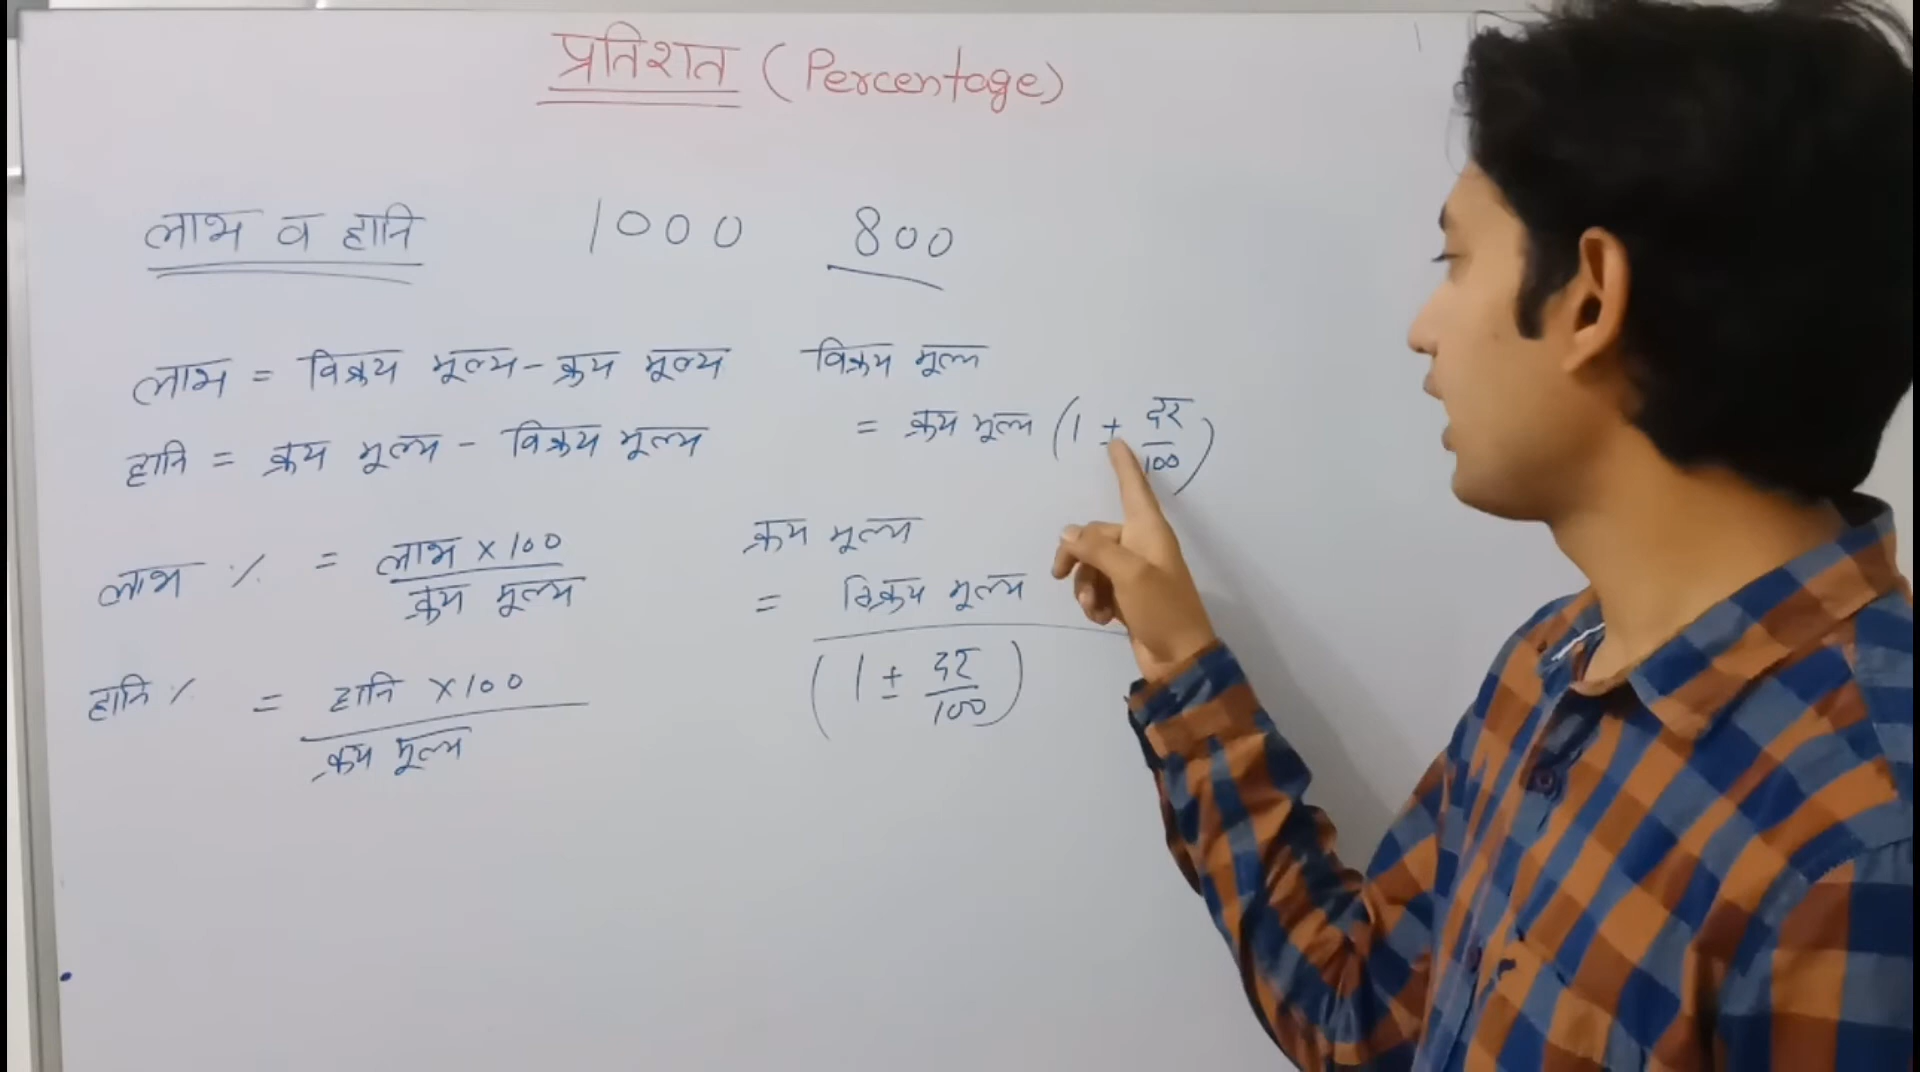 प्रतिशत (Percentage)
लाभ व हानि 1000 800
लाभ = विक्रय मूल्य - क्रय मूल्य
हानि = क्रय मूल्य - विक्रय मूल्य
लाभ % = लाभ × 100
क्रय मूल्य
हानि % = हानि × 100
क्रय मूल्य
विक्रय मूल्य
= क्रय मूल्य (1 ± दर/100)
क्रय मूल्य
= विक्रय मूल्य
(1 ± दर/100)